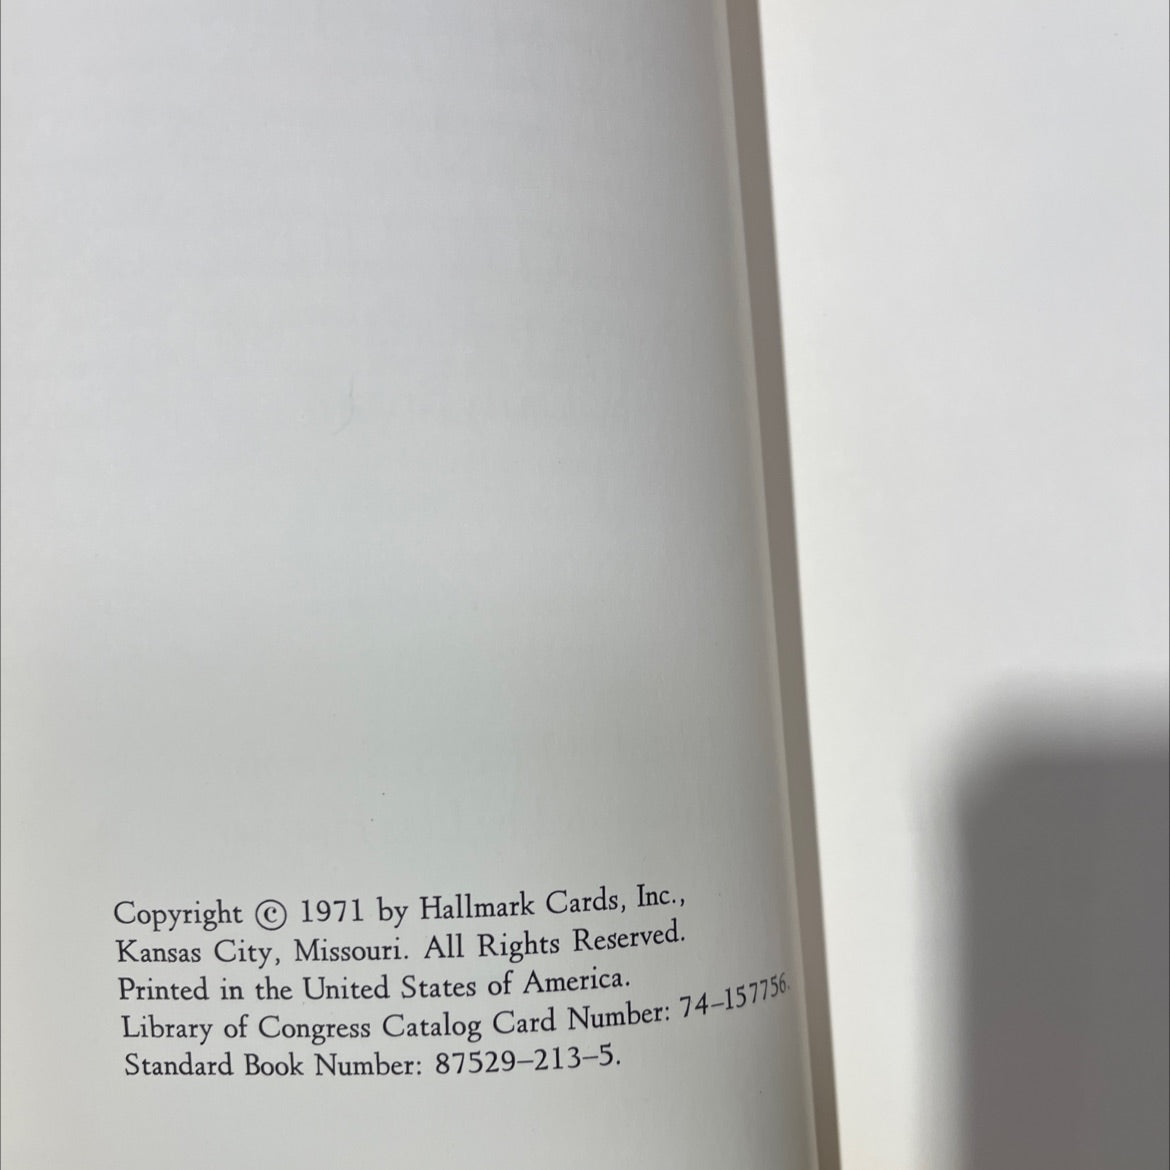 Copyright © 1971 by Hallmark Cards, Inc.,
Kansas City, Missouri. All Rights Reserved.
Printed in the United States of America.
Library of Congress Catalog Card Number: 74–157756.
Standard Book Number: 87529–213–5.